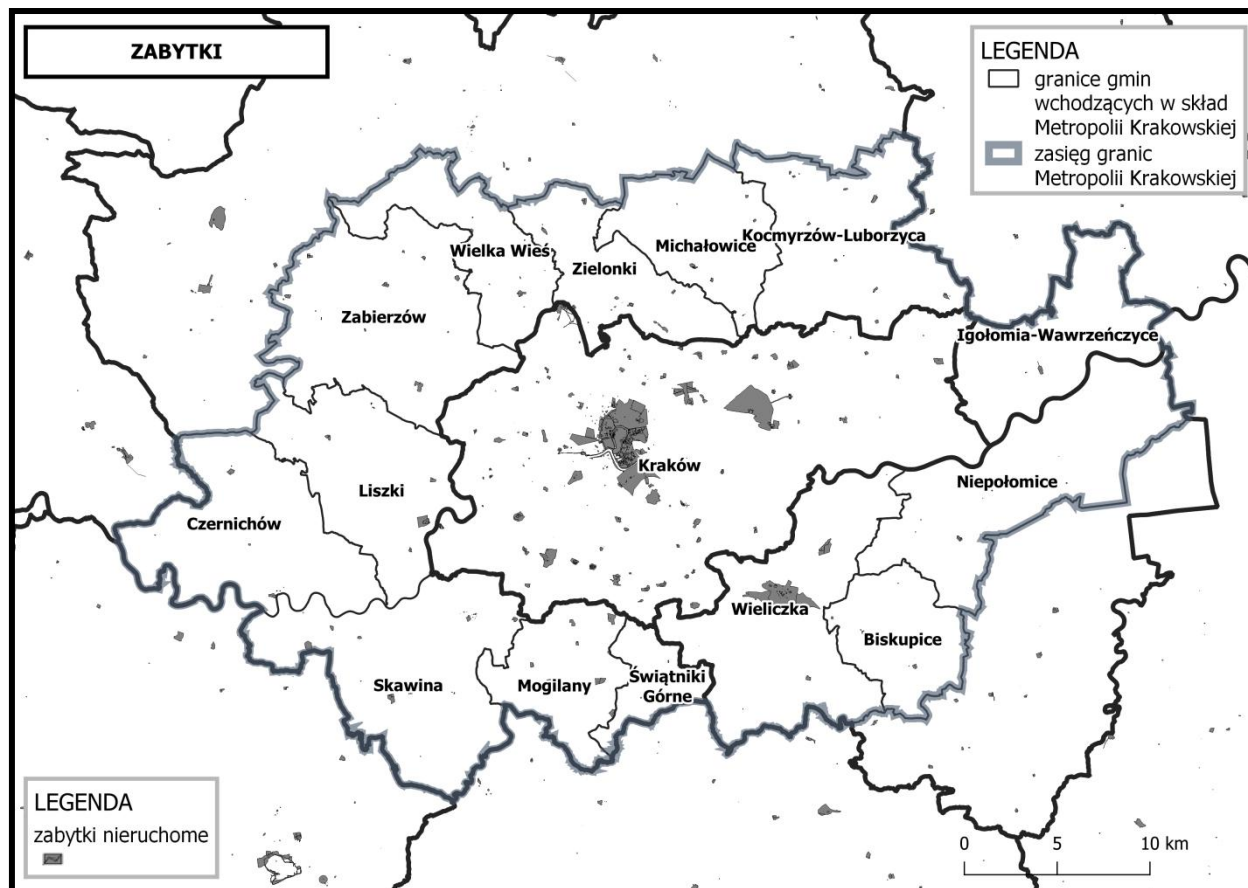 ZABYTKI
LEGENDA
granice gmin
wchodzących w skład
Metropolii Krakowskiej
zasięg granic
Metropolii Krakowskiej
Wielka Wieś
Zielonki
Michałowice
Kocmyrzów-Luborzyca
Zabierzów
Igołomia-Wawrzeńczyce
Kraków
Liszki
Niepołomice
Czernichów
Wieliczka
Biskupice
Skawina
Mogilany
Świątniki
Górne
LEGENDA
zabytki nieruchome
0 5 10 km